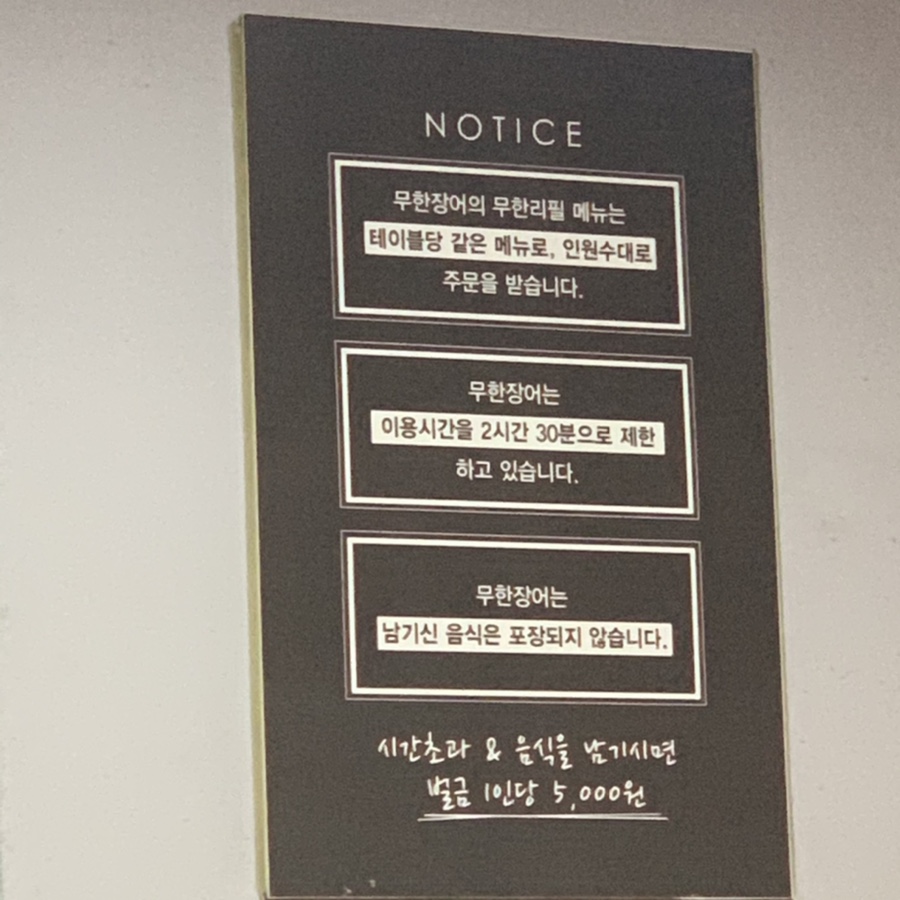 NOTICE
무한장어의 무한리필 메뉴는
테이블당 같은 메뉴로, 인원수대로
주문을 받습니다.
무한장어는
이용시간을 2시간 30분으로 제한
하고 있습니다.
무한장어는
남기신 음식은 포장되지 않습니다.
시간초과 & 음식을 남기시면
벌금 1인당 5,000원